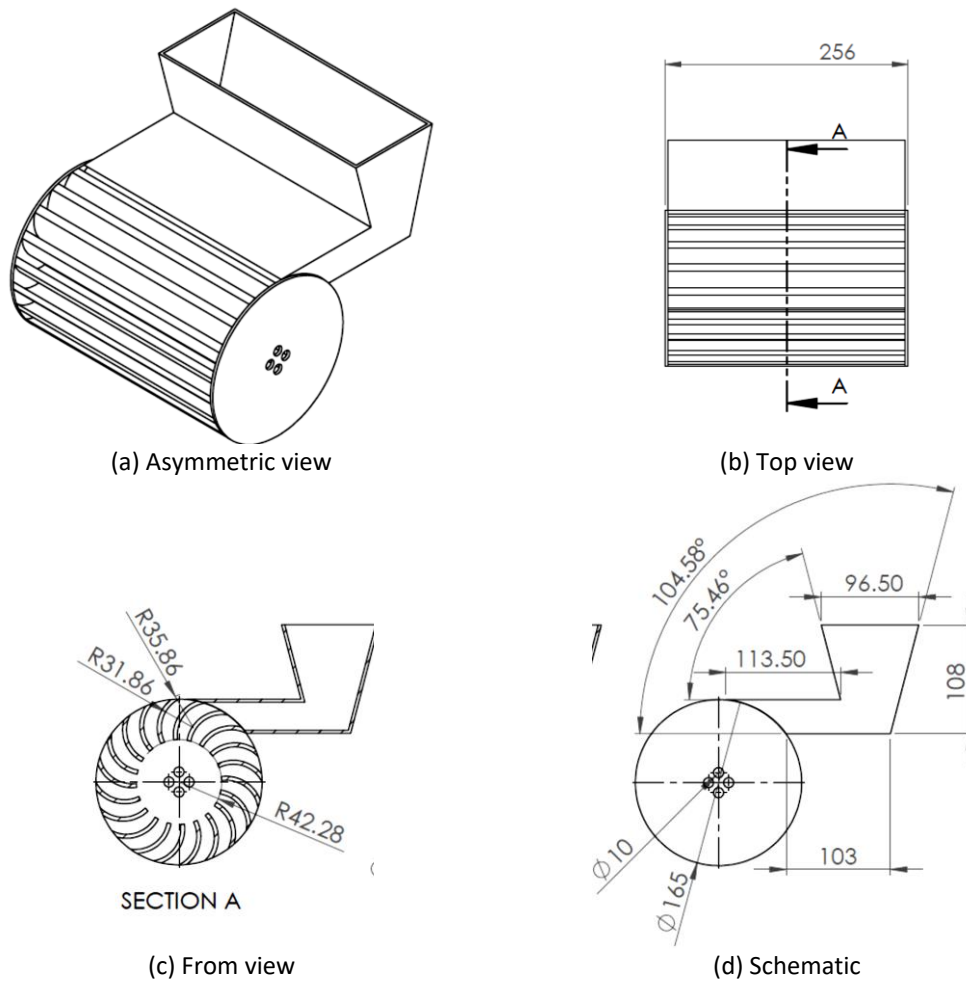 256
A
A
(a) Asymmetric view
(b) Top view
104.58°
75.46°
96.50
113.50
108
R35.86
R31.86
R42.28
Ø10
Ø165
103
SECTION A
(c) From view
(d) Schematic